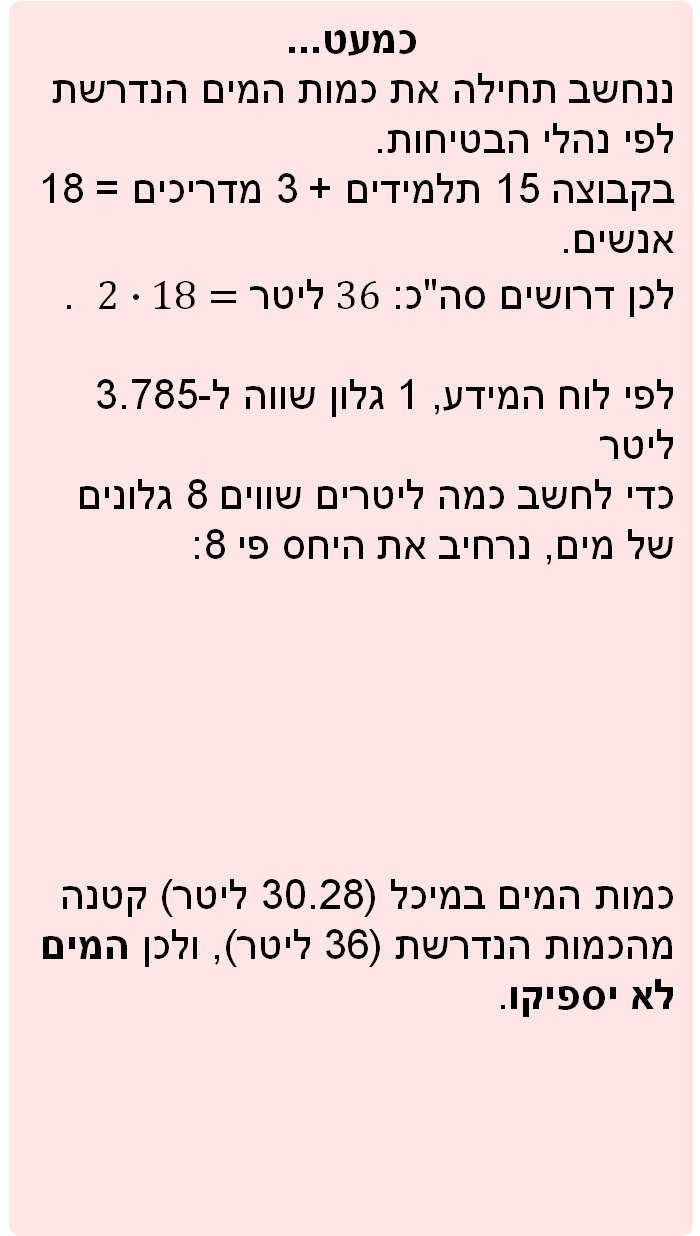 כמעט...
ננחשב תחילה את כמות המים הנדרשת
לפי נהלי הבטיחות.
בקבוצה 15 תלמידים + 3 מדריכים = 18
אנשים.
לכן דרושים סה"כ: 36 ליטר = 18 · 2 .
לפי לוח המידע, 1 גלון שווה ל-3.785
ליטר
כדי לחשב כמה ליטרים שווים 8 גלונים
של מים, נרחיב את היחס פי 8:
כמות המים במיכל (30.28 ליטר) קטנה
מהכמות הנדרשת (36 ליטר), ולכן המים
לא יספיקו.